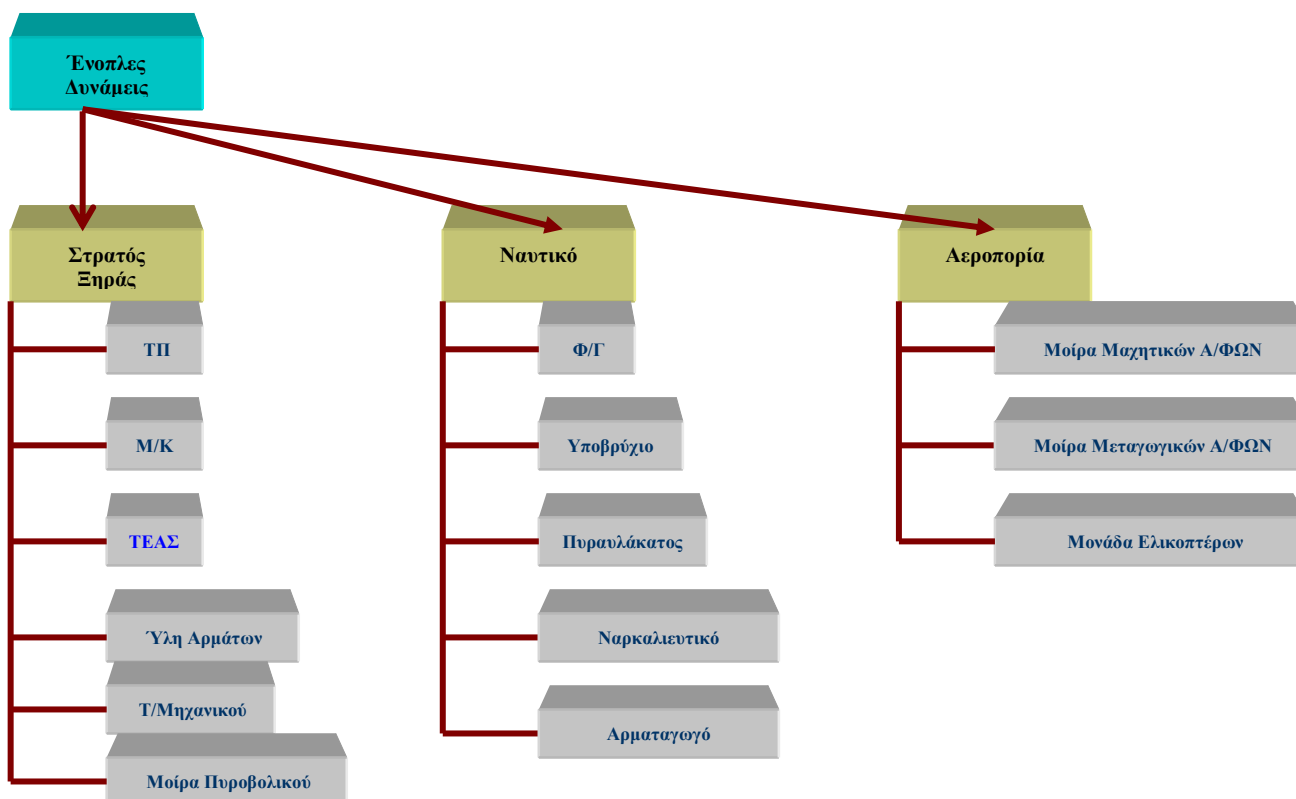 Ένοπλες
Δυνάμεις
Στρατός
Ξηράς
Ναυτικό
Αεροπορία
ΤΠ
Μ/Κ
ΤΕΑΣ
Ύλη Αρμάτων
Τ/Μηχανικού
Μοίρα Πυροβολικού
Φ/Γ
Υποβρύχιο
Πυραυλάκατος
Ναρκαλιευτικό
Αρματαγωγό
Μοίρα Μαχητικών Α/ΦΩΝ
Μοίρα Μεταγωγικών Α/ΦΩΝ
Μονάδα Ελικοπτέρων